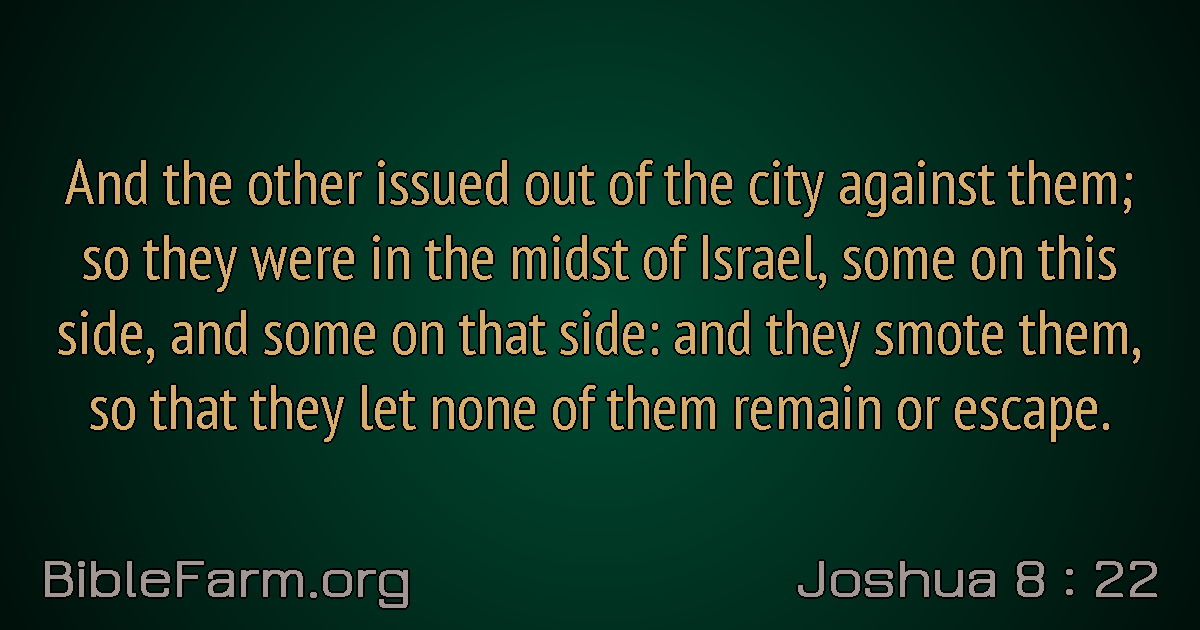 And the other issued out of the city against them;
so they were in the midst of Israel, some on this
side, and some on that side: and they smote them,
so that they let none of them remain or escape.
BibleFarm.org
Joshua 8 : 22